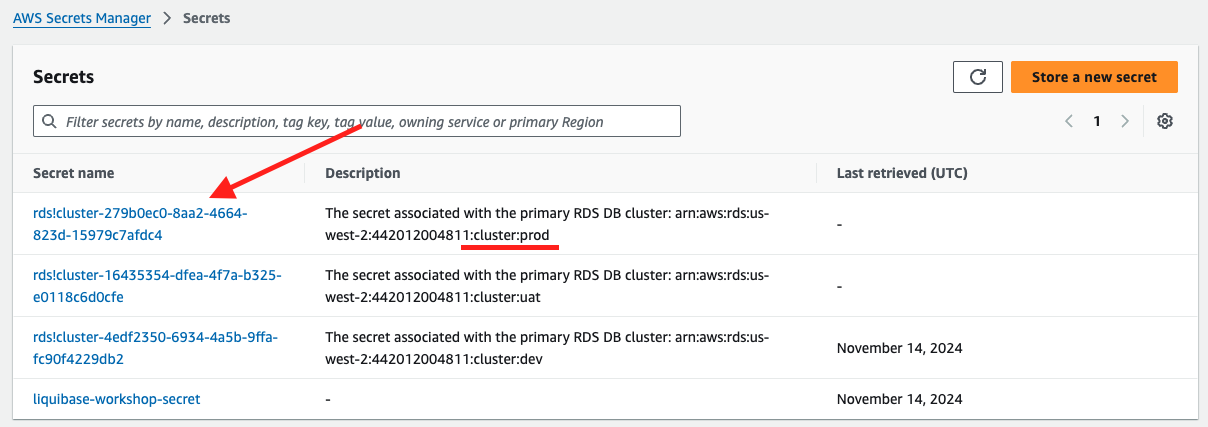 AWS Secrets Manager > Secrets
Secrets
Store a new secret
Filter secrets by name, description, tag key, tag value, owning service or primary Region
1
Secret name Description Last retrieved (UTC)
rds!cluster-279b0ec0-8aa2-4664-
823d-15979c7afdc4
The secret associated with the primary RDS DB cluster: arn:aws:rds:us-
west-2:442012004811:cluster:prod
-
rds!cluster-16435354-dfea-4f7a-b325-
e0118c6d0cfe
The secret associated with the primary RDS DB cluster: arn:aws:rds:us-
west-2:442012004811:cluster:uat
-
rds!cluster-4edf2350-6934-4a5b-9ffa-
fc90f4229db2
The secret associated with the primary RDS DB cluster: arn:aws:rds:us-
west-2:442012004811:cluster:dev
November 14, 2024
liquibase-workshop-secret
-
November 14, 2024